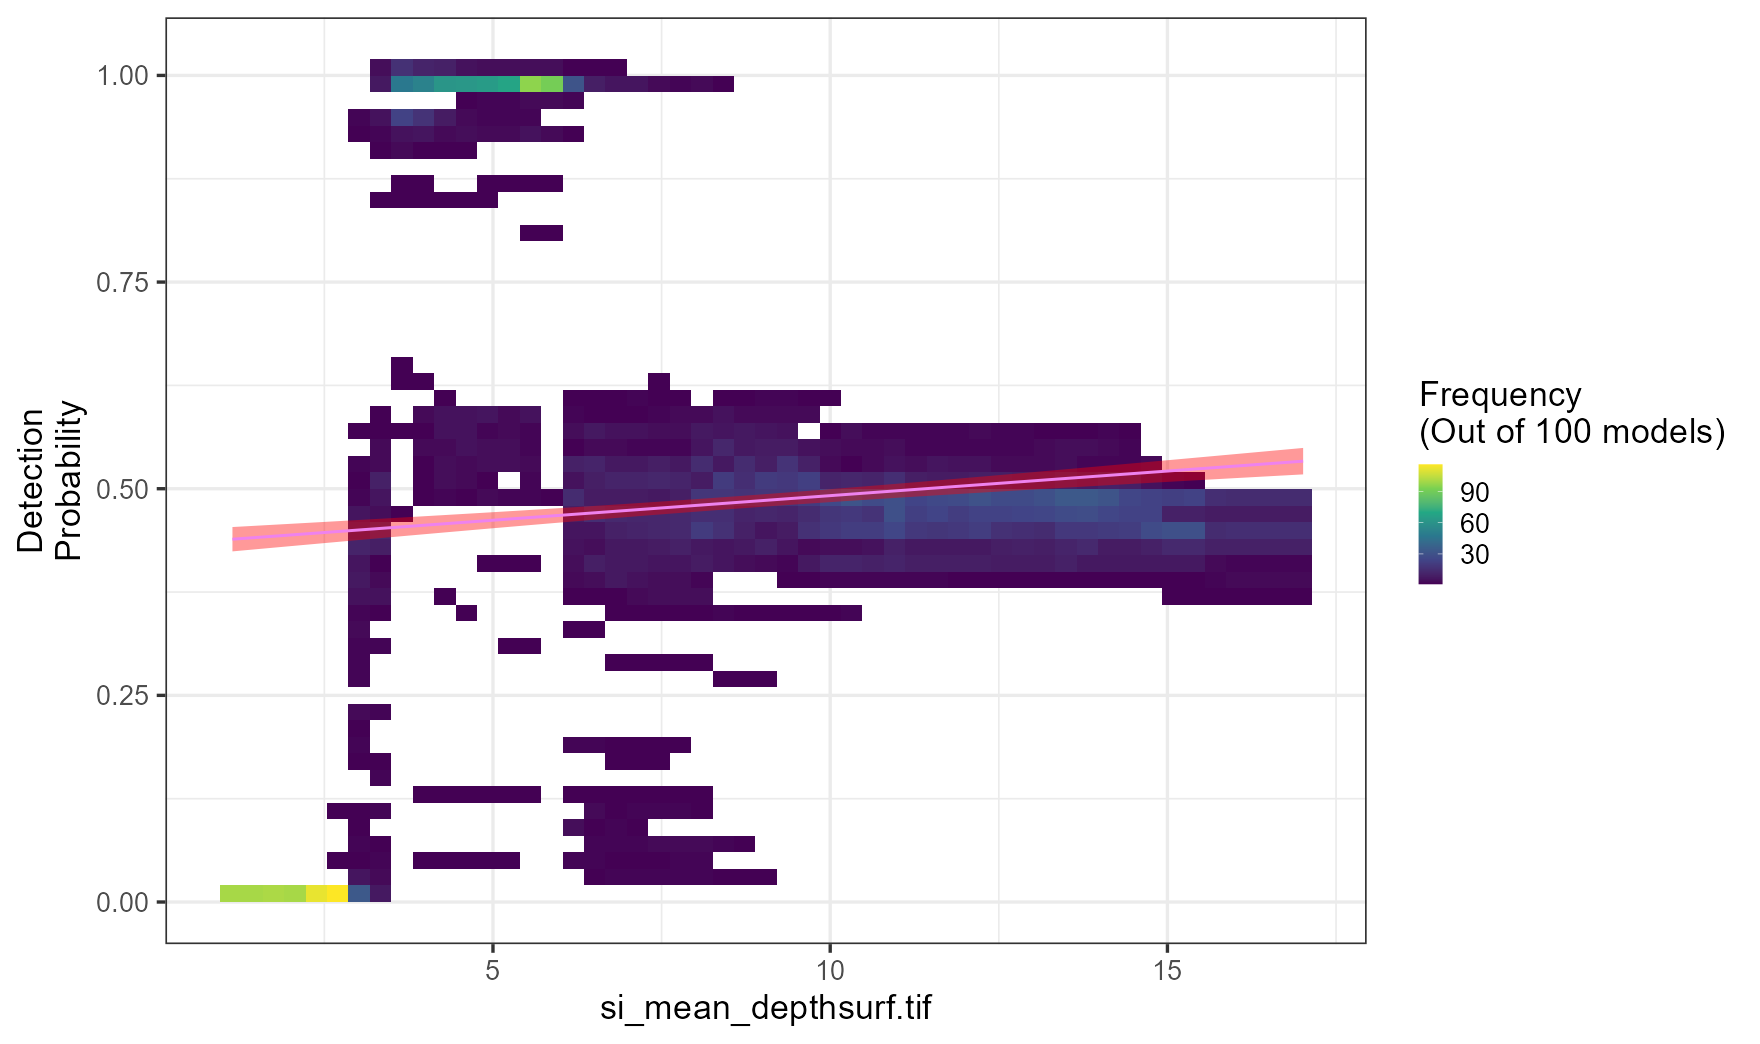 1.00
0.75
0.50
0.25
0.00
Detection
Probability
5
10
15
si_mean_depthsurf.tif
Frequency
(Out of 100 models)
90
60
30